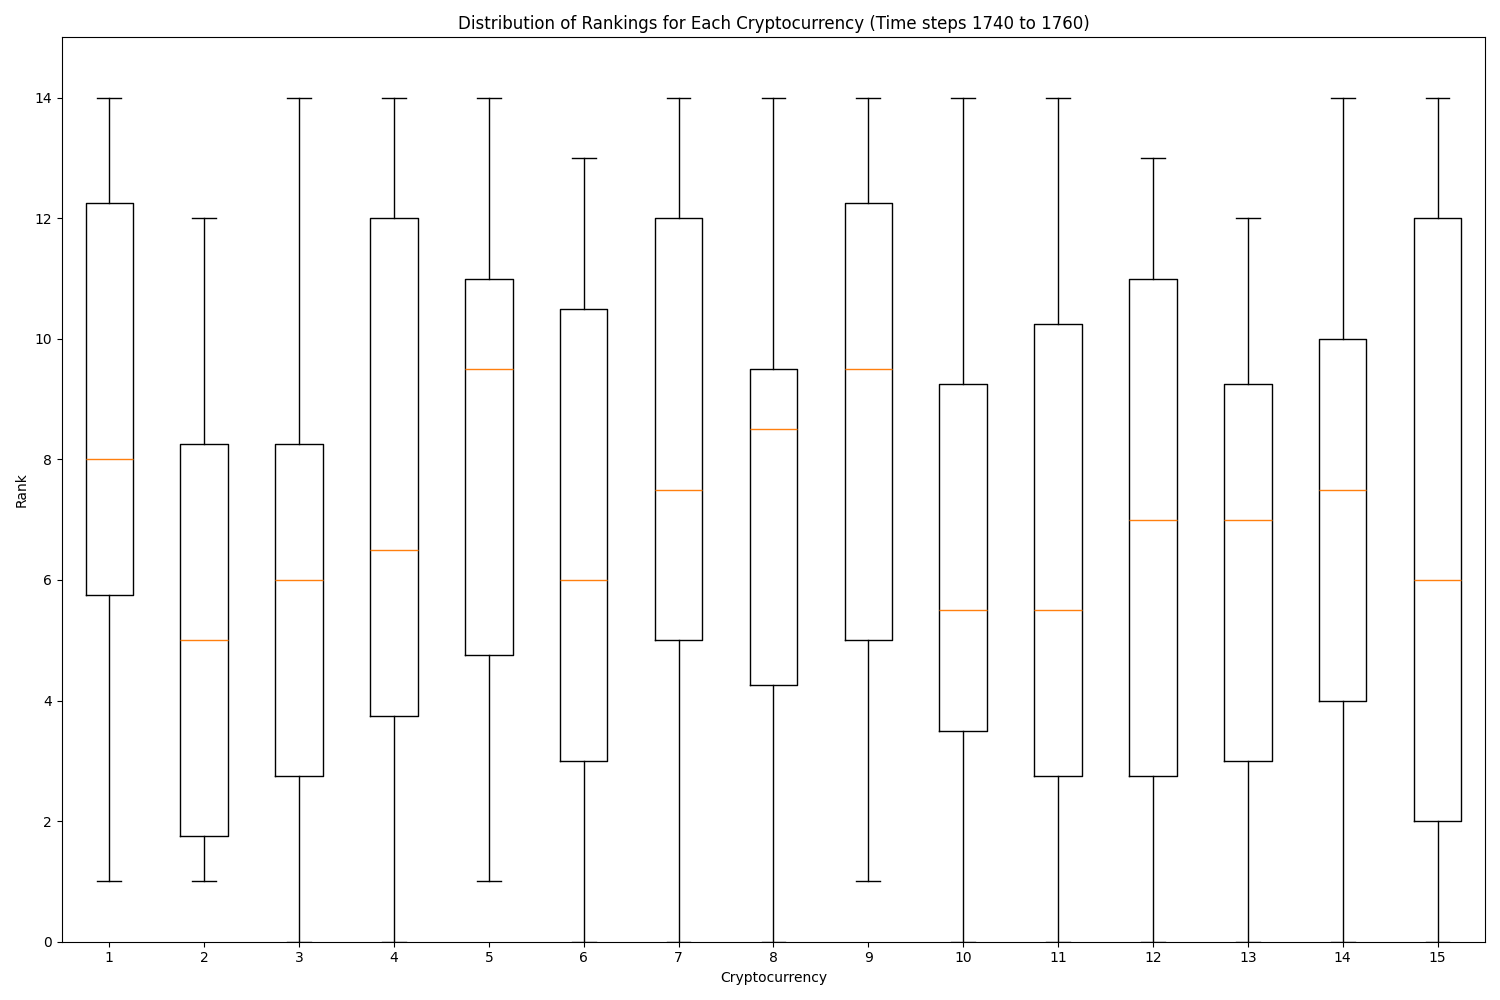 Distribution of Rankings for Each Cryptocurrency (Time steps 1740 to 1760)
14
12
10
8
6
4
2
0
Rank
1 2 3 4 5 6 7 8 9 10 11 12 13 14 15
Cryptocurrency